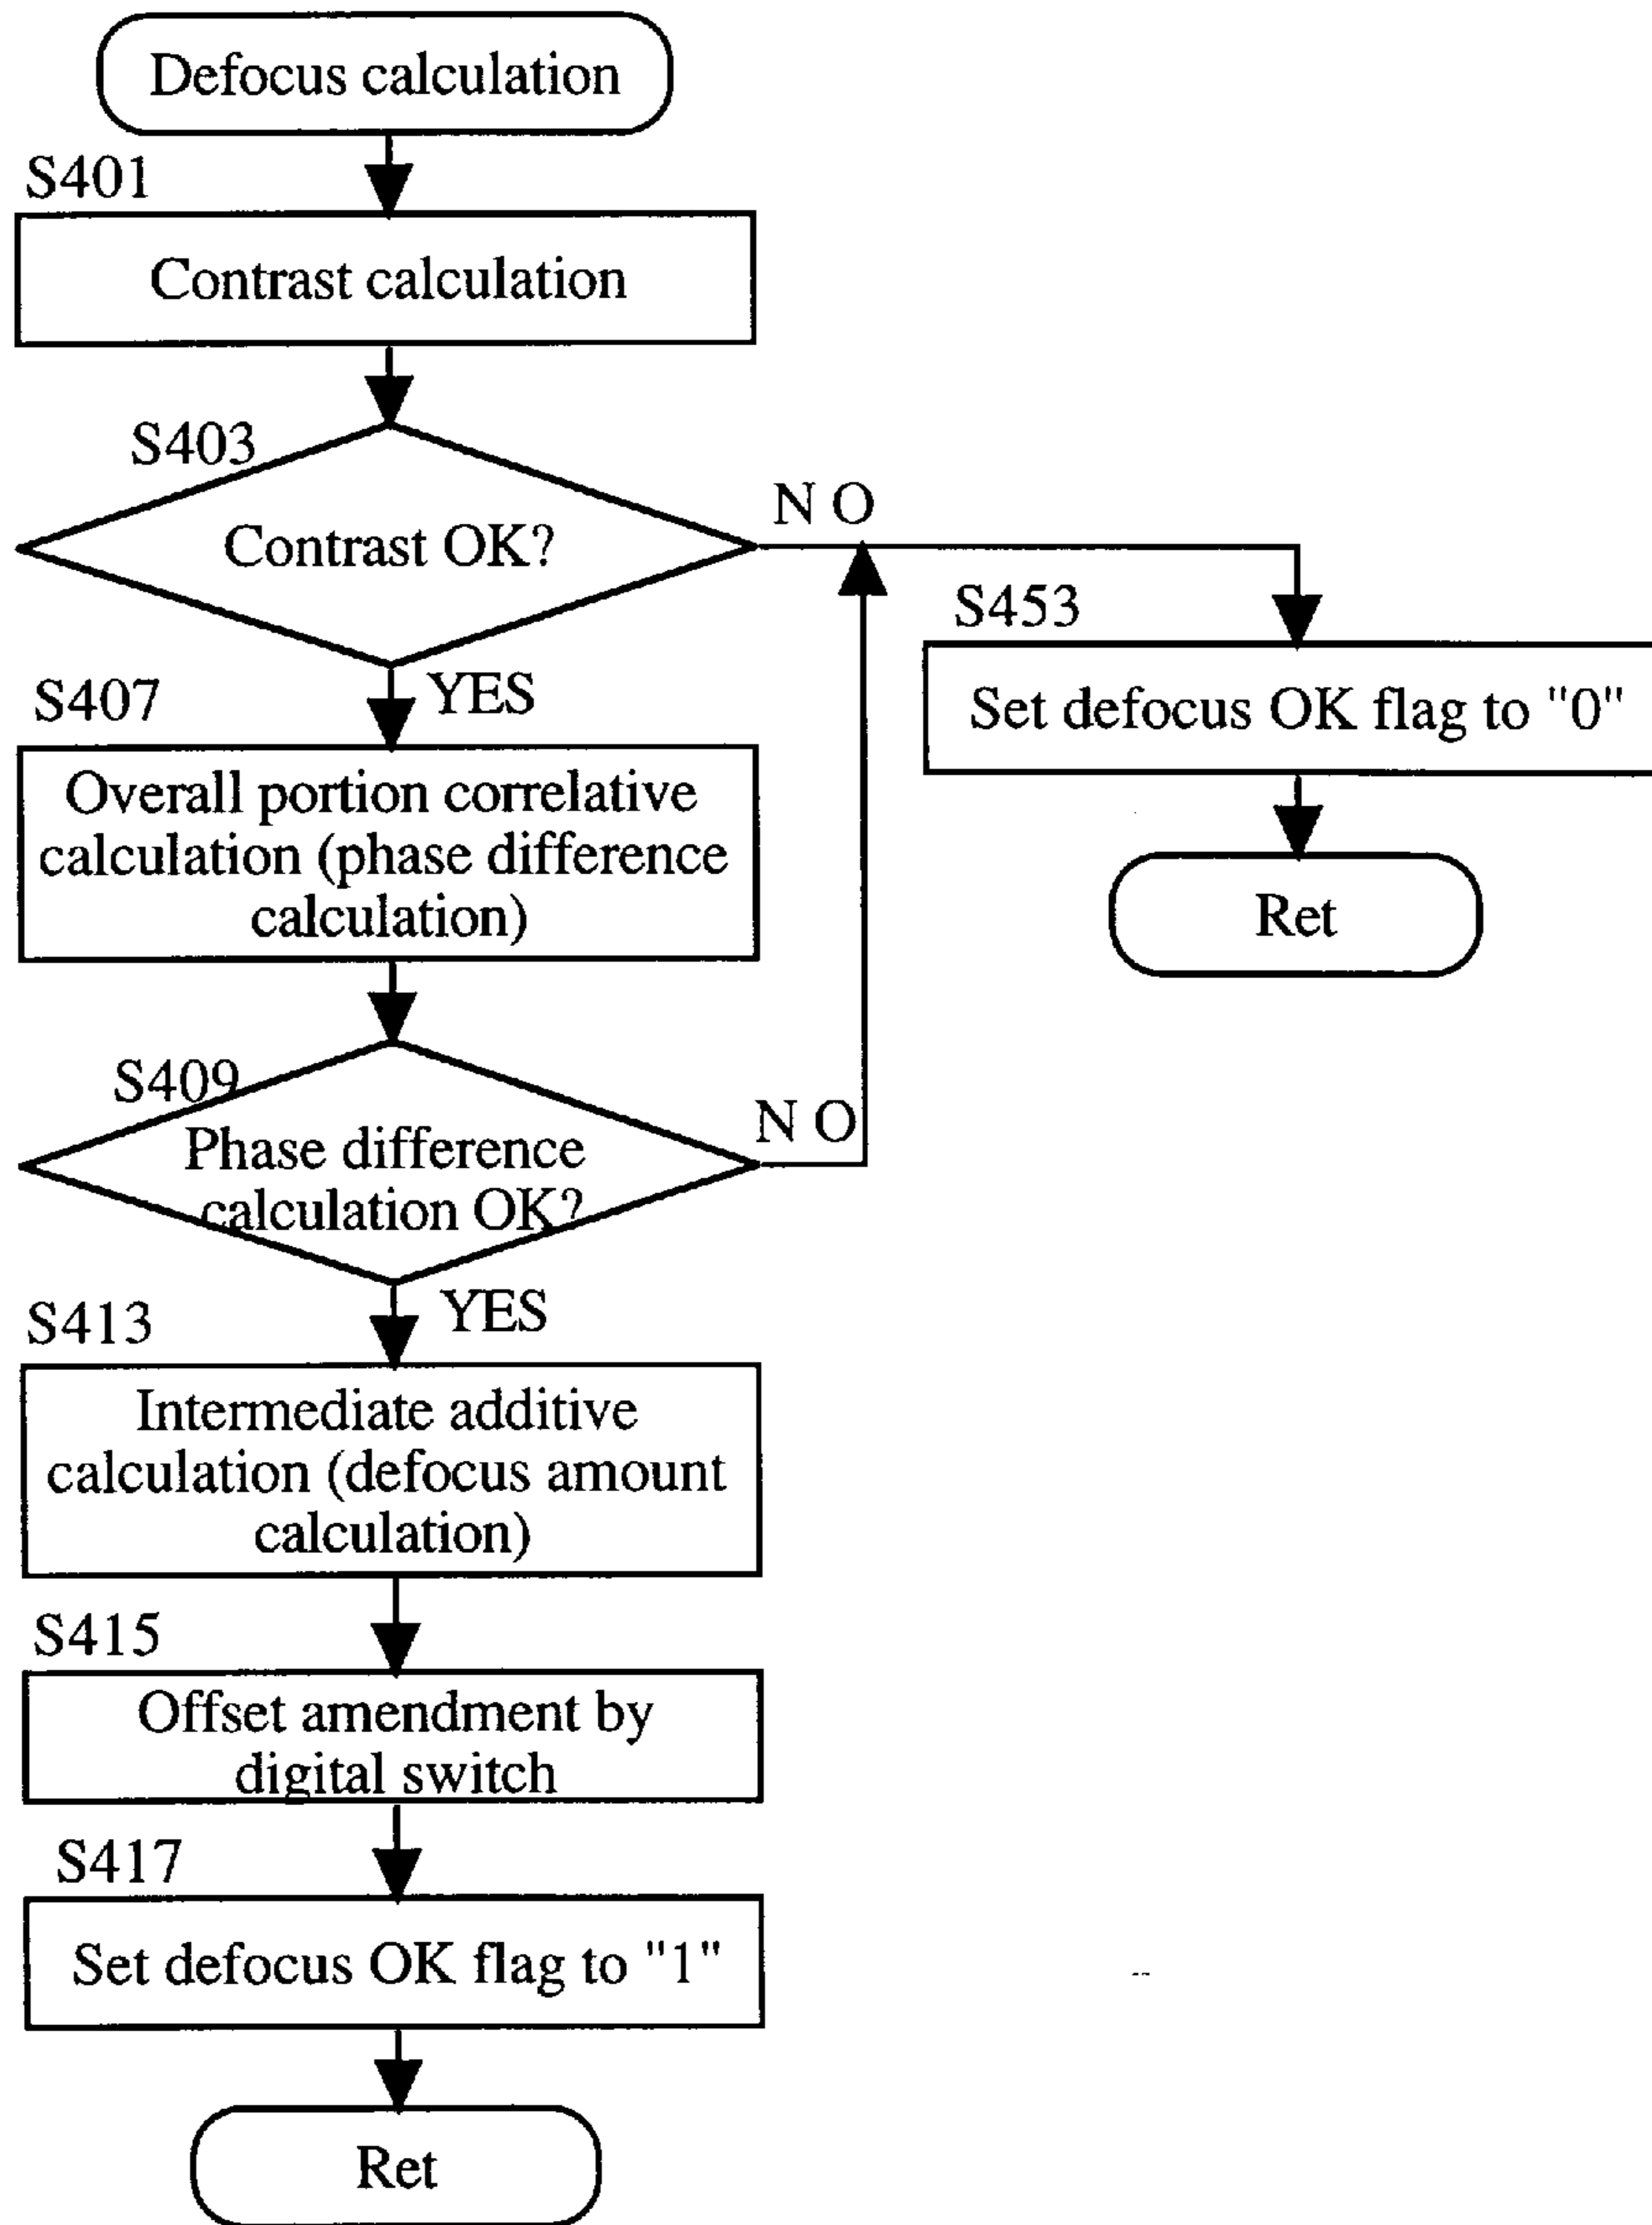 Defocus calculation
S401
Contrast calculation
S403
Contrast OK?
N O
S453
Set defocus OK flag to "0"
Ret
YES
S407
Overall portion correlative
calculation (phase difference
calculation)
S409
Phase difference
calculation OK?
N O
YES
S413
Intermediate additive
calculation (defocus amount
calculation)
S415
Offset amendment by
digital switch
S417
Set defocus OK flag to "1"
Ret